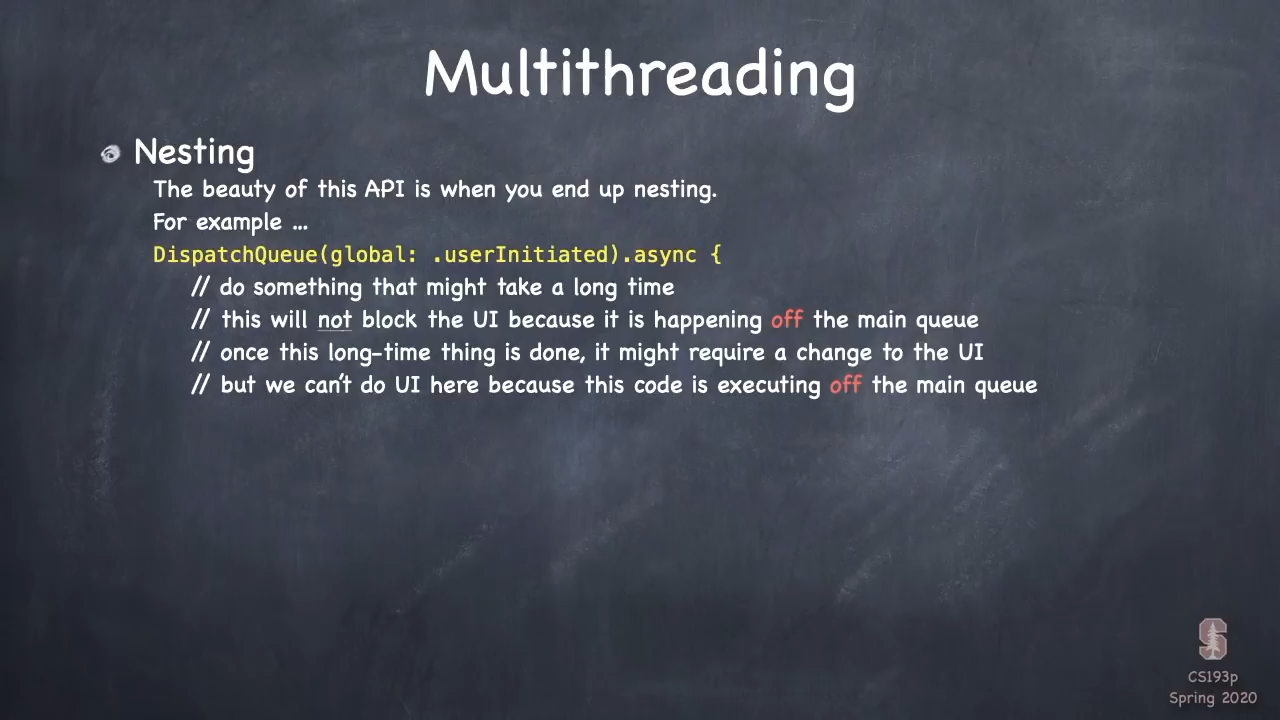 Multithreading
Nesting
The beauty of this API is when you end up nesting.
For example ...
DispatchQueue(global: .userInitiated).async {
// do something that might take a long time
// this will not block the UI because it is happening off the main queue
// once this long-time thing is done, it might require a change to the UI
// but we can't do UI here because this code is executing off the main queue
S
CS193p
Spring 2020